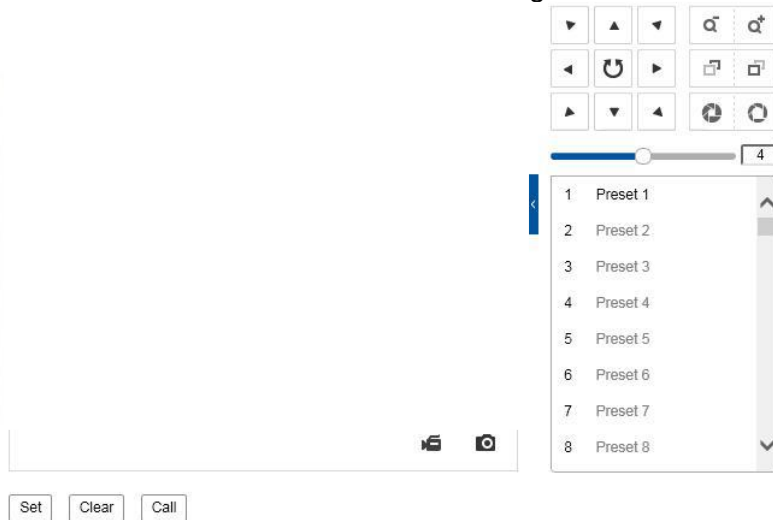 4
1 Preset 1
2 Preset 2
3 Preset 3
4 Preset 4
5 Preset 5
6 Preset 6
7 Preset 7
8 Preset 8
Set Clear Call